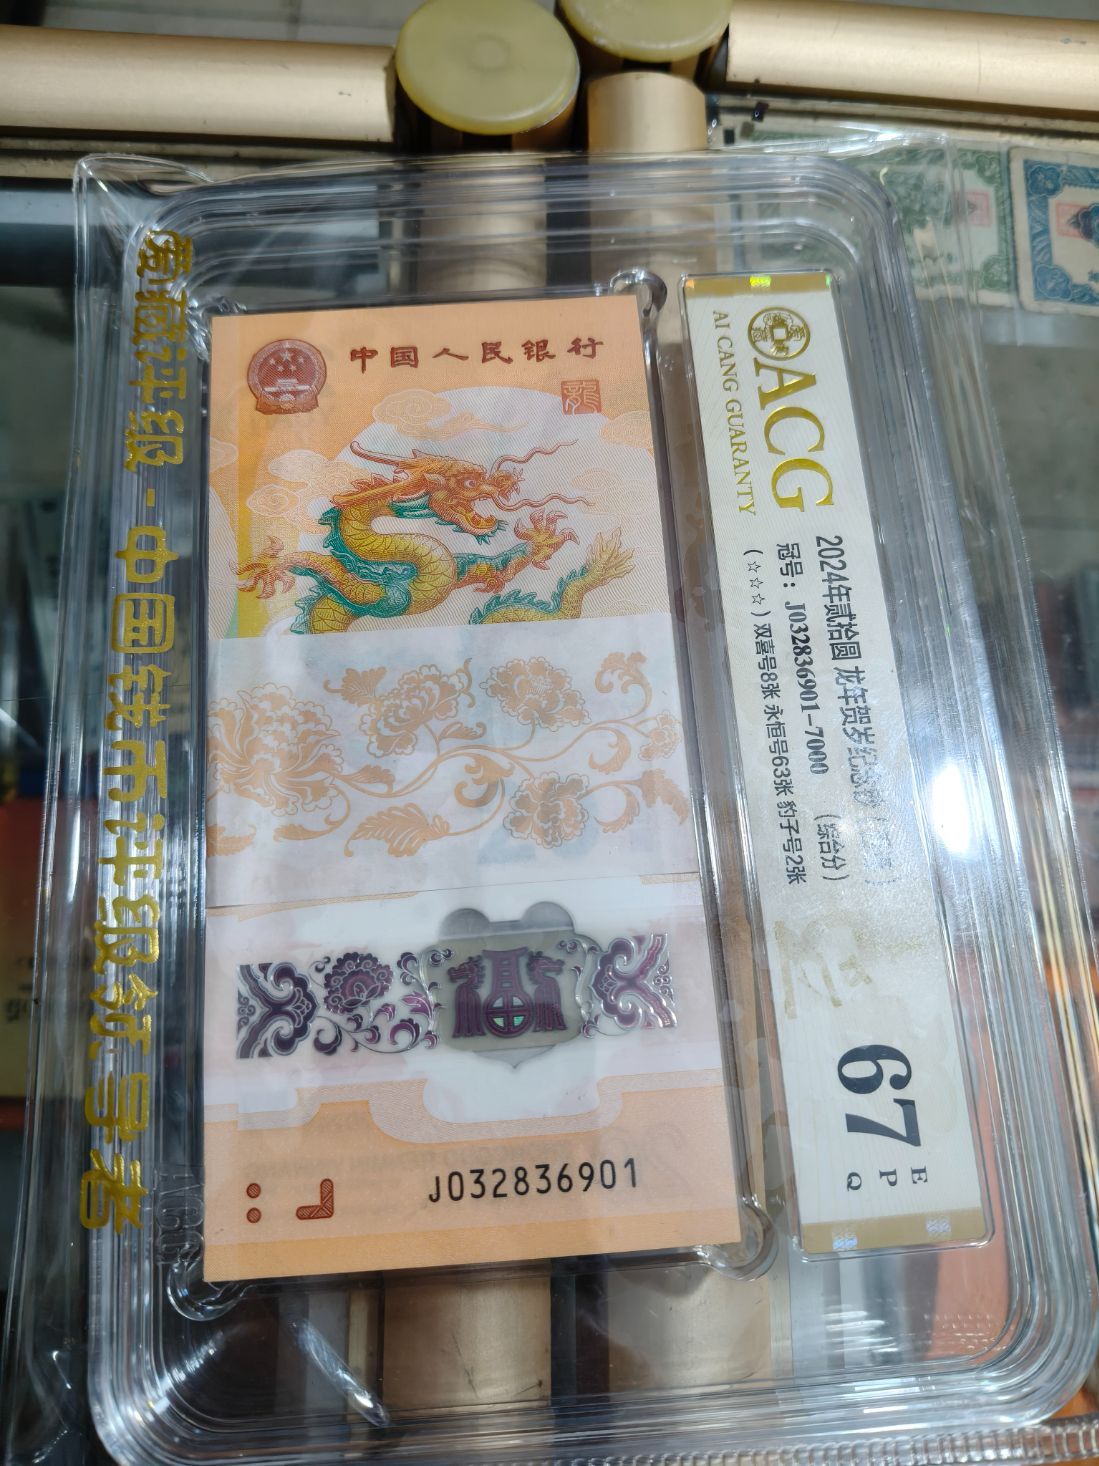 中国人民银行
龍
J032836901
ACG
AI CANG GUARANTY
2024年贰拾圆 龙年贺岁纪念钞
冠号：J032836901-7000 （综合分）
（☆☆☆）双喜号8张 永恒号63张 豹子号2张
67 E
P
Q
爱藏评级-中国钱币评级领导者
ACG